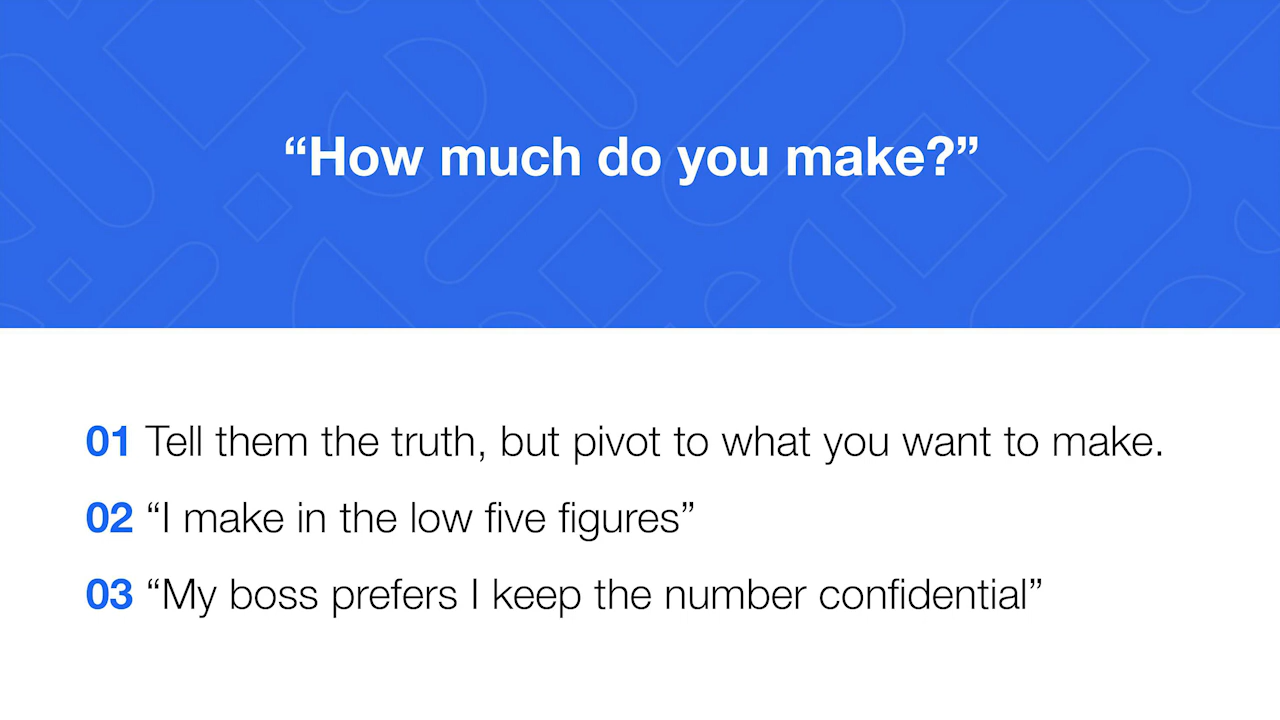 “How much do you make?”
01 Tell them the truth, but pivot to what you want to make.
02 “I make in the low five figures”
03 “My boss prefers I keep the number confidential”